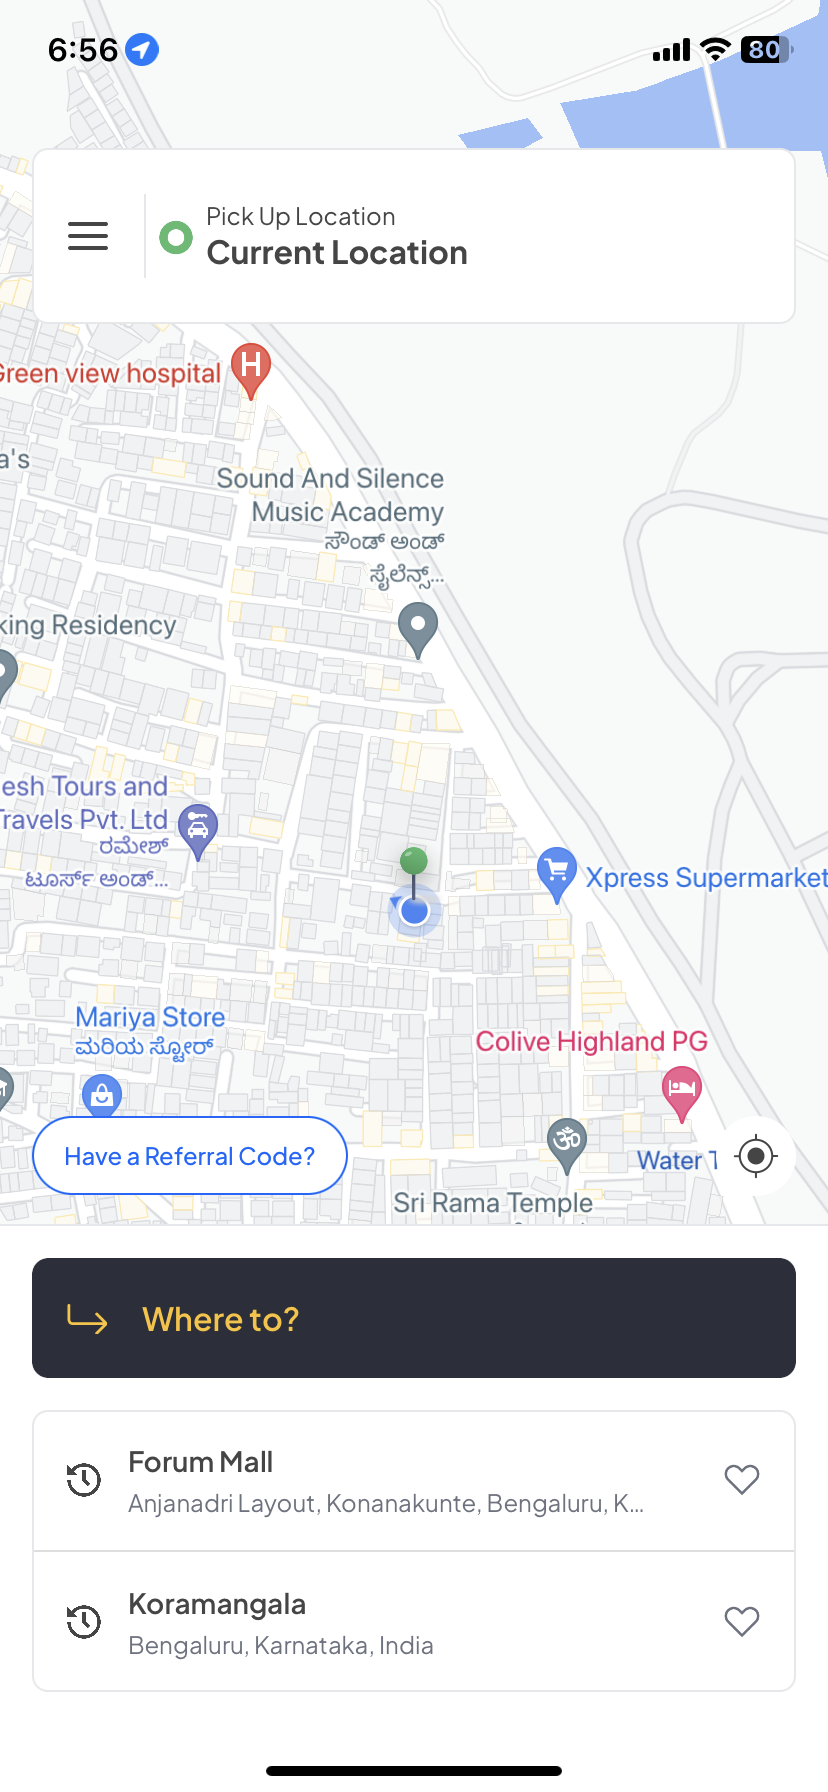 6:56
80
Pick Up Location
Current Location
Green view hospital
a's
Sound And Silence
Music Academy
ಸೌಂಡ್ ಅಂಡ್
ಸೈಲೆನ್ಸ್...
king Residency
esh Tours and
Travels Pvt. Ltd
ರಮೇಶ್
ಟೂರ್ಸ್ ಅಂಡ್...
Xpress Supermarket
Mariya Store
ಮರಿಯ ಸ್ಟೋರ್
Colive Highland PG
Have a Referral Code?
Water T
Sri Rama Temple
Where to?
Forum Mall
Anjanadri Layout, Konanakunte, Bengaluru, K...
Koramangala
Bengaluru, Karnataka, India